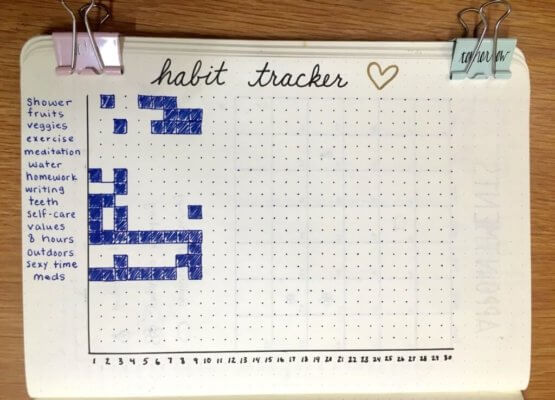 tomorrow
habit tracker
Shower
fruits
veggies
exercise
meditation
water
homework
writing
teeth
self-care
values
8 hours
outdoors
sexy time
meds
1 2 3 4 5 6 7 8 9 10 11 12 13 14 15 16 17 18 19 20 21 22 23 24 25 26 27 28 29 30